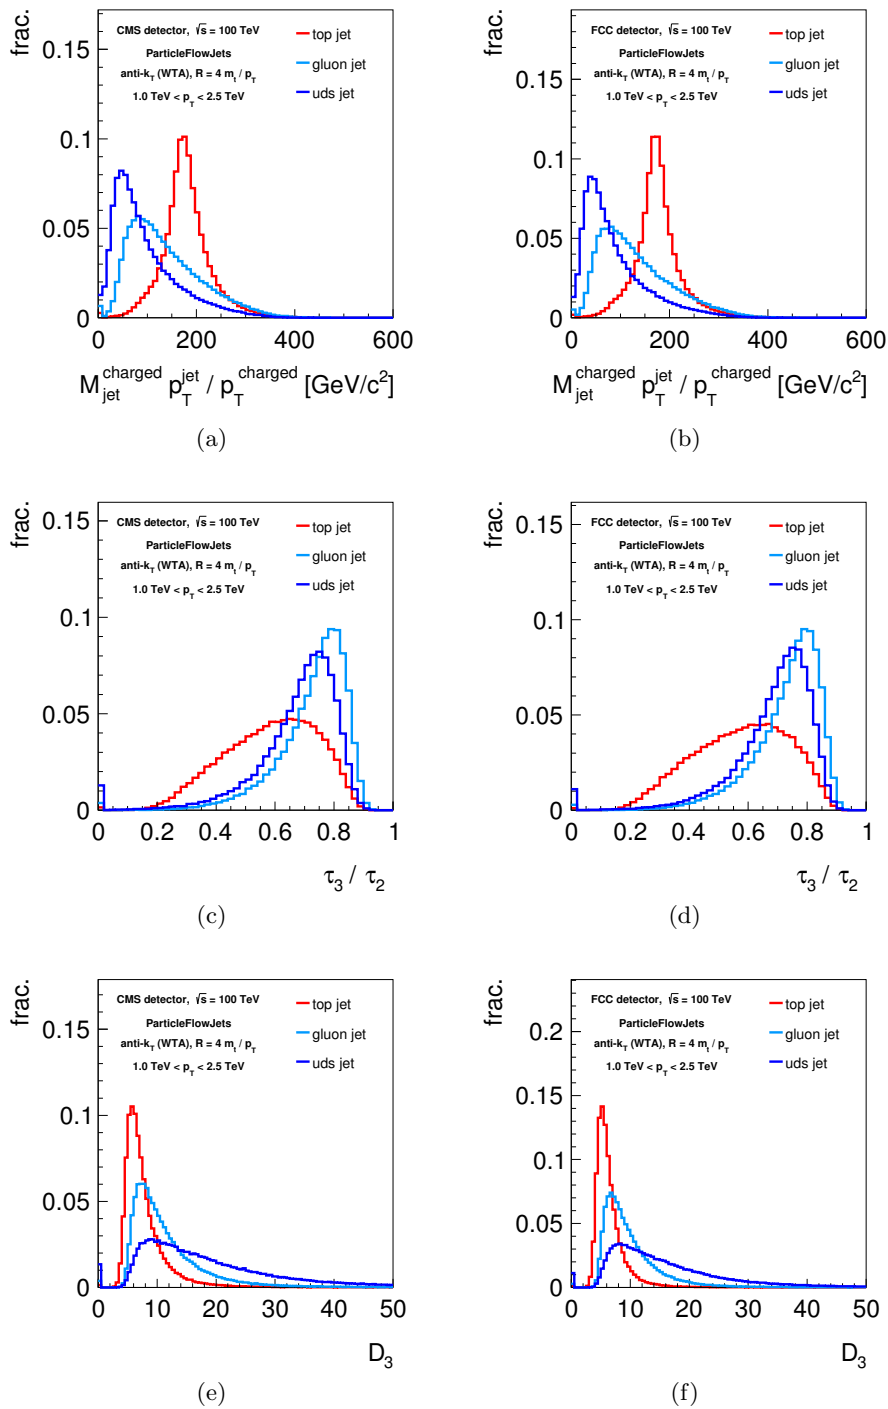 frac.
0.15
0.1
0.05
0
CMS detector, √s = 100 TeV
ParticleFlowJets
anti-k_T (WTA), R = 4 m_t / p_T
1.0 TeV < p_T < 2.5 TeV
top jet
gluon jet
uds jet
0 200 400 600
M_jet^charged p_T^jet / p_T^charged [GeV/c²]
(a)
frac.
0.15
0.1
0.05
0
FCC detector, √s = 100 TeV
ParticleFlowJets
anti-k_T (WTA), R = 4 m_t / p_T
1.0 TeV < p_T < 2.5 TeV
top jet
gluon jet
uds jet
0 200 400 600
M_jet^charged p_T^jet / p_T^charged [GeV/c²]
(b)
frac.
0.15
0.1
0.05
0
CMS detector, √s = 100 TeV
ParticleFlowJets
anti-k_T (WTA), R = 4 m_t / p_T
1.0 TeV < p_T < 2.5 TeV
top jet
gluon jet
uds jet
0 0.2 0.4 0.6 0.8 1
τ_3 / τ_2
(c)
frac.
0.15
0.1
0.05
0
FCC detector, √s = 100 TeV
ParticleFlowJets
anti-k_T (WTA), R = 4 m_t / p_T
1.0 TeV < p_T < 2.5 TeV
top jet
gluon jet
uds jet
0 0.2 0.4 0.6 0.8 1
τ_3 / τ_2
(d)
frac.
0.15
0.1
0.05
0
CMS detector, √s = 100 TeV
ParticleFlowJets
anti-k_T (WTA), R = 4 m_t / p_T
1.0 TeV < p_T < 2.5 TeV
top jet
gluon jet
uds jet
0 10 20 30 40 50
D_3
(e)
frac.
0.2
0.15
0.1
0.05
0
FCC detector, √s = 100 TeV
ParticleFlowJets
anti-k_T (WTA), R = 4 m_t / p_T
1.0 TeV < p_T < 2.5 TeV
top jet
gluon jet
uds jet
0 10 20 30 40 50
D_3
(f)